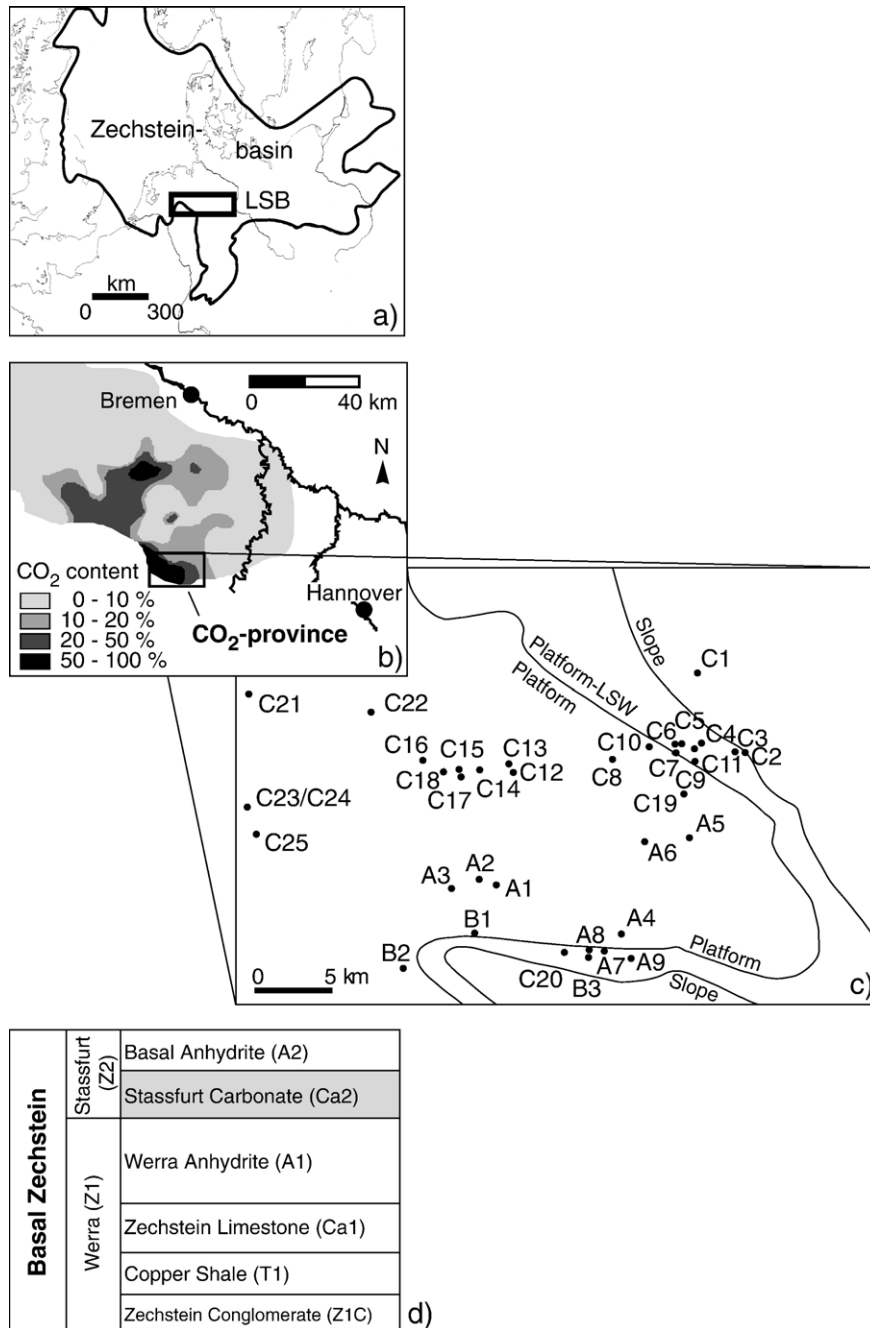 Zechstein-
basin
LSB
km
0 300
a)
Bremen
0 40 km
N
CO2 content
0 - 10 %
10 - 20 %
20 - 50 %
50 - 100 %
Hannover
CO2-province
b)
Slope
Platform-LSW
Platform
C1
C21
C22
C5
C6
C4
C3
C10
C2
C16
C15
C13
C11
C7
C8
C18
C12
C14
C17
C9
C19
C23/C24
A5
C25
A6
A2
A3
A1
B1
A4
A8
Platform
B2
A7
A9
C20
B3
Slope
0 5 km
c)
Basal Zechstein
Stassfurt
(Z2)
Basal Anhydrite (A2)
Stassfurt Carbonate (Ca2)
Werra (Z1)
Werra Anhydrite (A1)
Zechstein Limestone (Ca1)
Copper Shale (T1)
Zechstein Conglomerate (Z1C)
d)